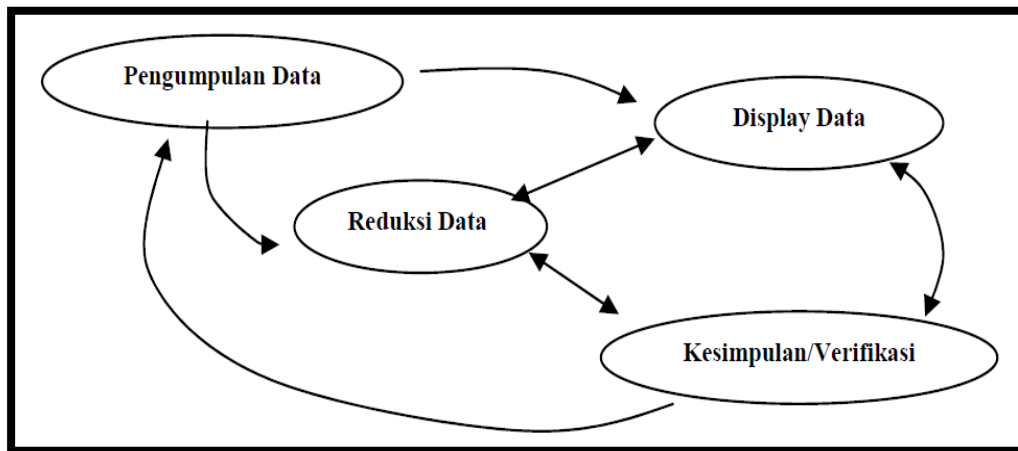 Pengumpulan Data
Display Data
Reduksi Data
Kesimpulan/Verifikasi